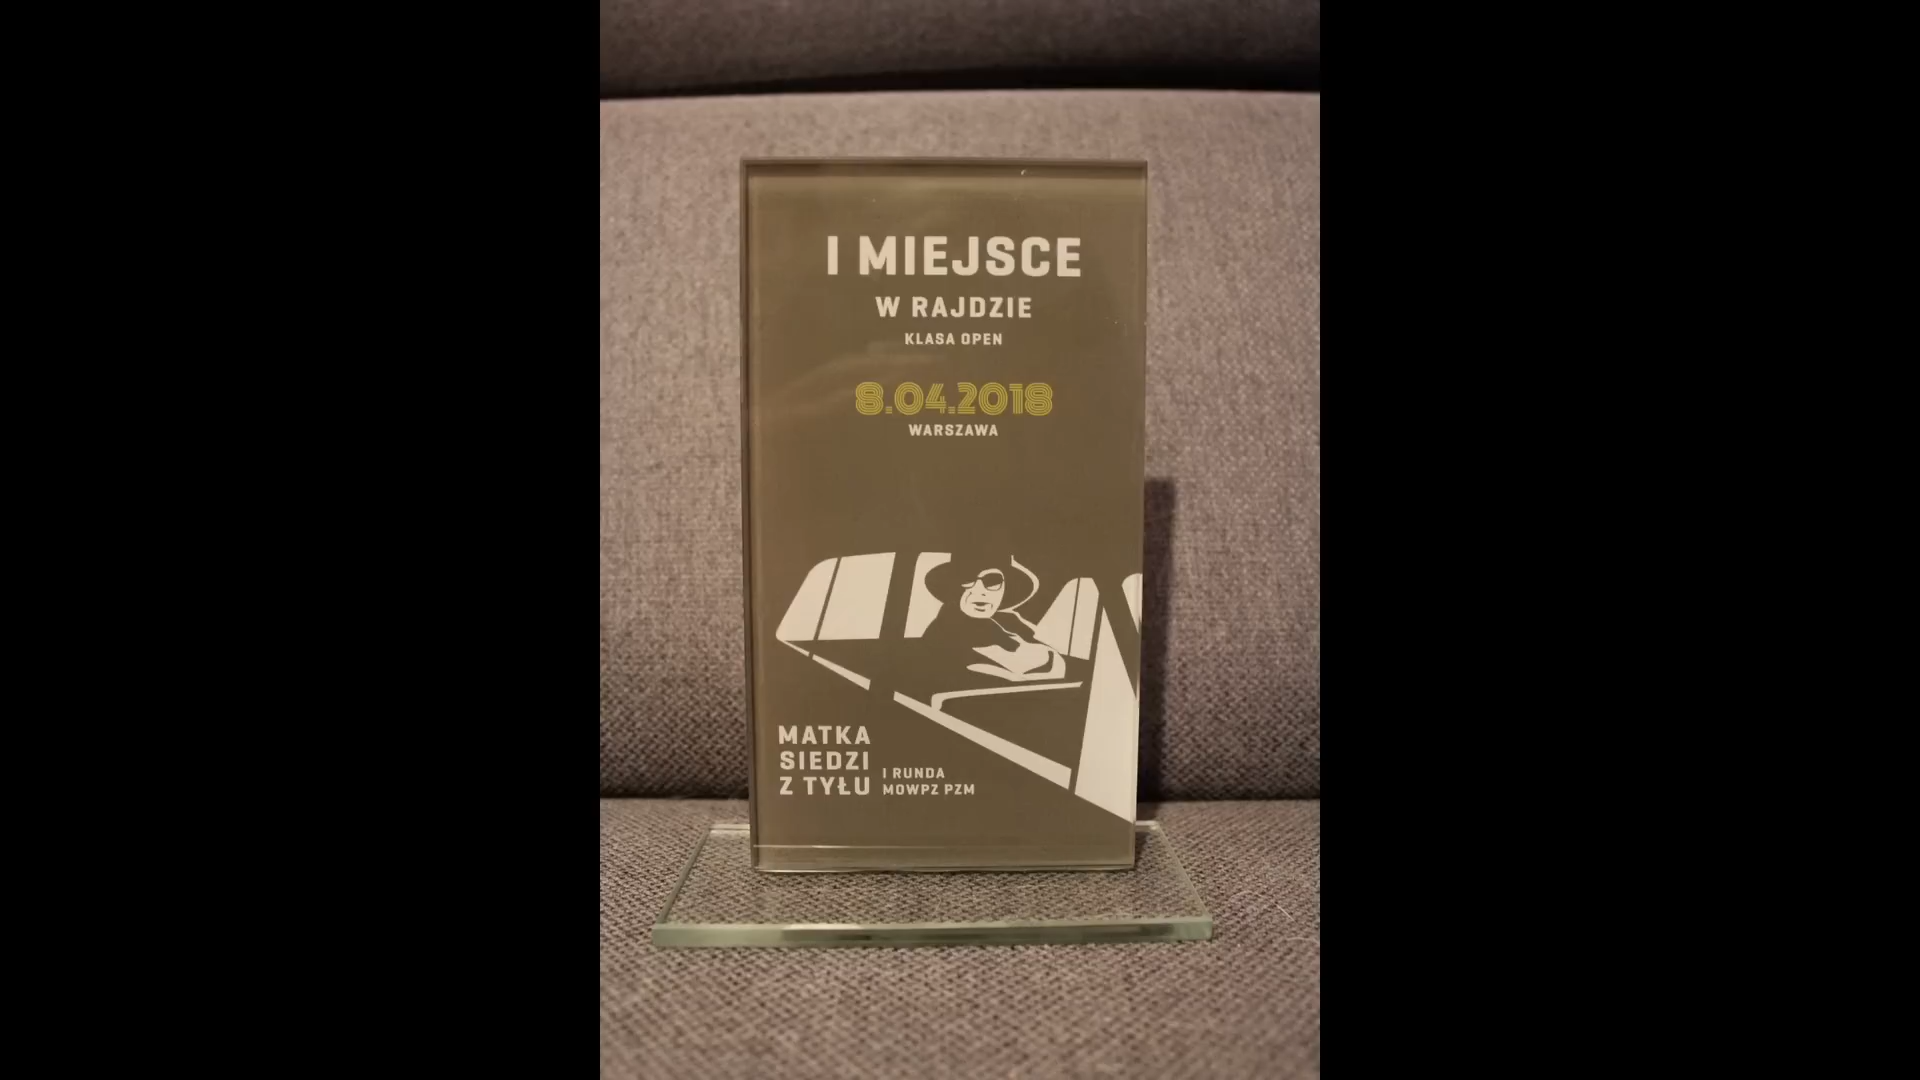 I MIEJSCE
W RAJDZIE
KLASA OPEN
8.04.2018
WARSZAWA
MATKA
SIEDZI
Z TYŁU
I RUNDA
MOWPZ PZM